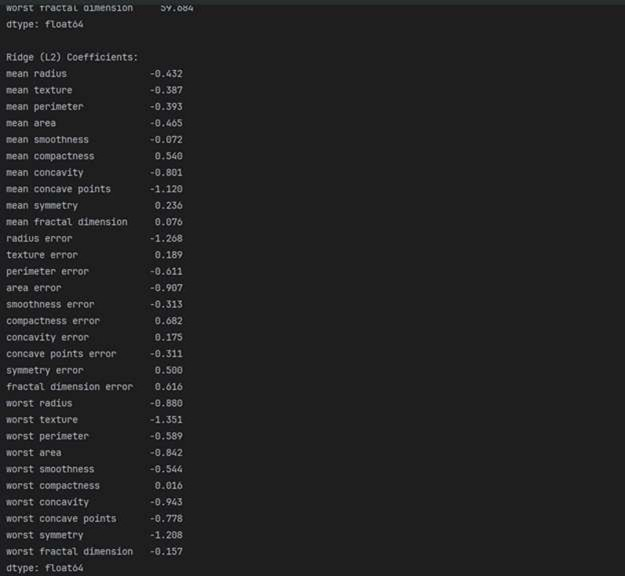 worst fractal dimension 59.684
dtype: float64
Ridge (L2) Coefficients:
mean radius -0.432
mean texture -0.387
mean perimeter -0.393
mean area -0.465
mean smoothness -0.072
mean compactness 0.540
mean concavity -0.801
mean concave points -1.120
mean symmetry 0.236
mean fractal dimension 0.076
radius error -1.268
texture error 0.189
perimeter error -0.611
area error -0.907
smoothness error -0.313
compactness error 0.682
concavity error 0.175
concave points error -0.311
symmetry error 0.500
fractal dimension error 0.616
worst radius -0.880
worst texture -1.351
worst perimeter -0.589
worst area -0.842
worst smoothness -0.544
worst compactness 0.016
worst concavity -0.943
worst concave points -0.778
worst symmetry -1.208
worst fractal dimension -0.157
dtype: float64